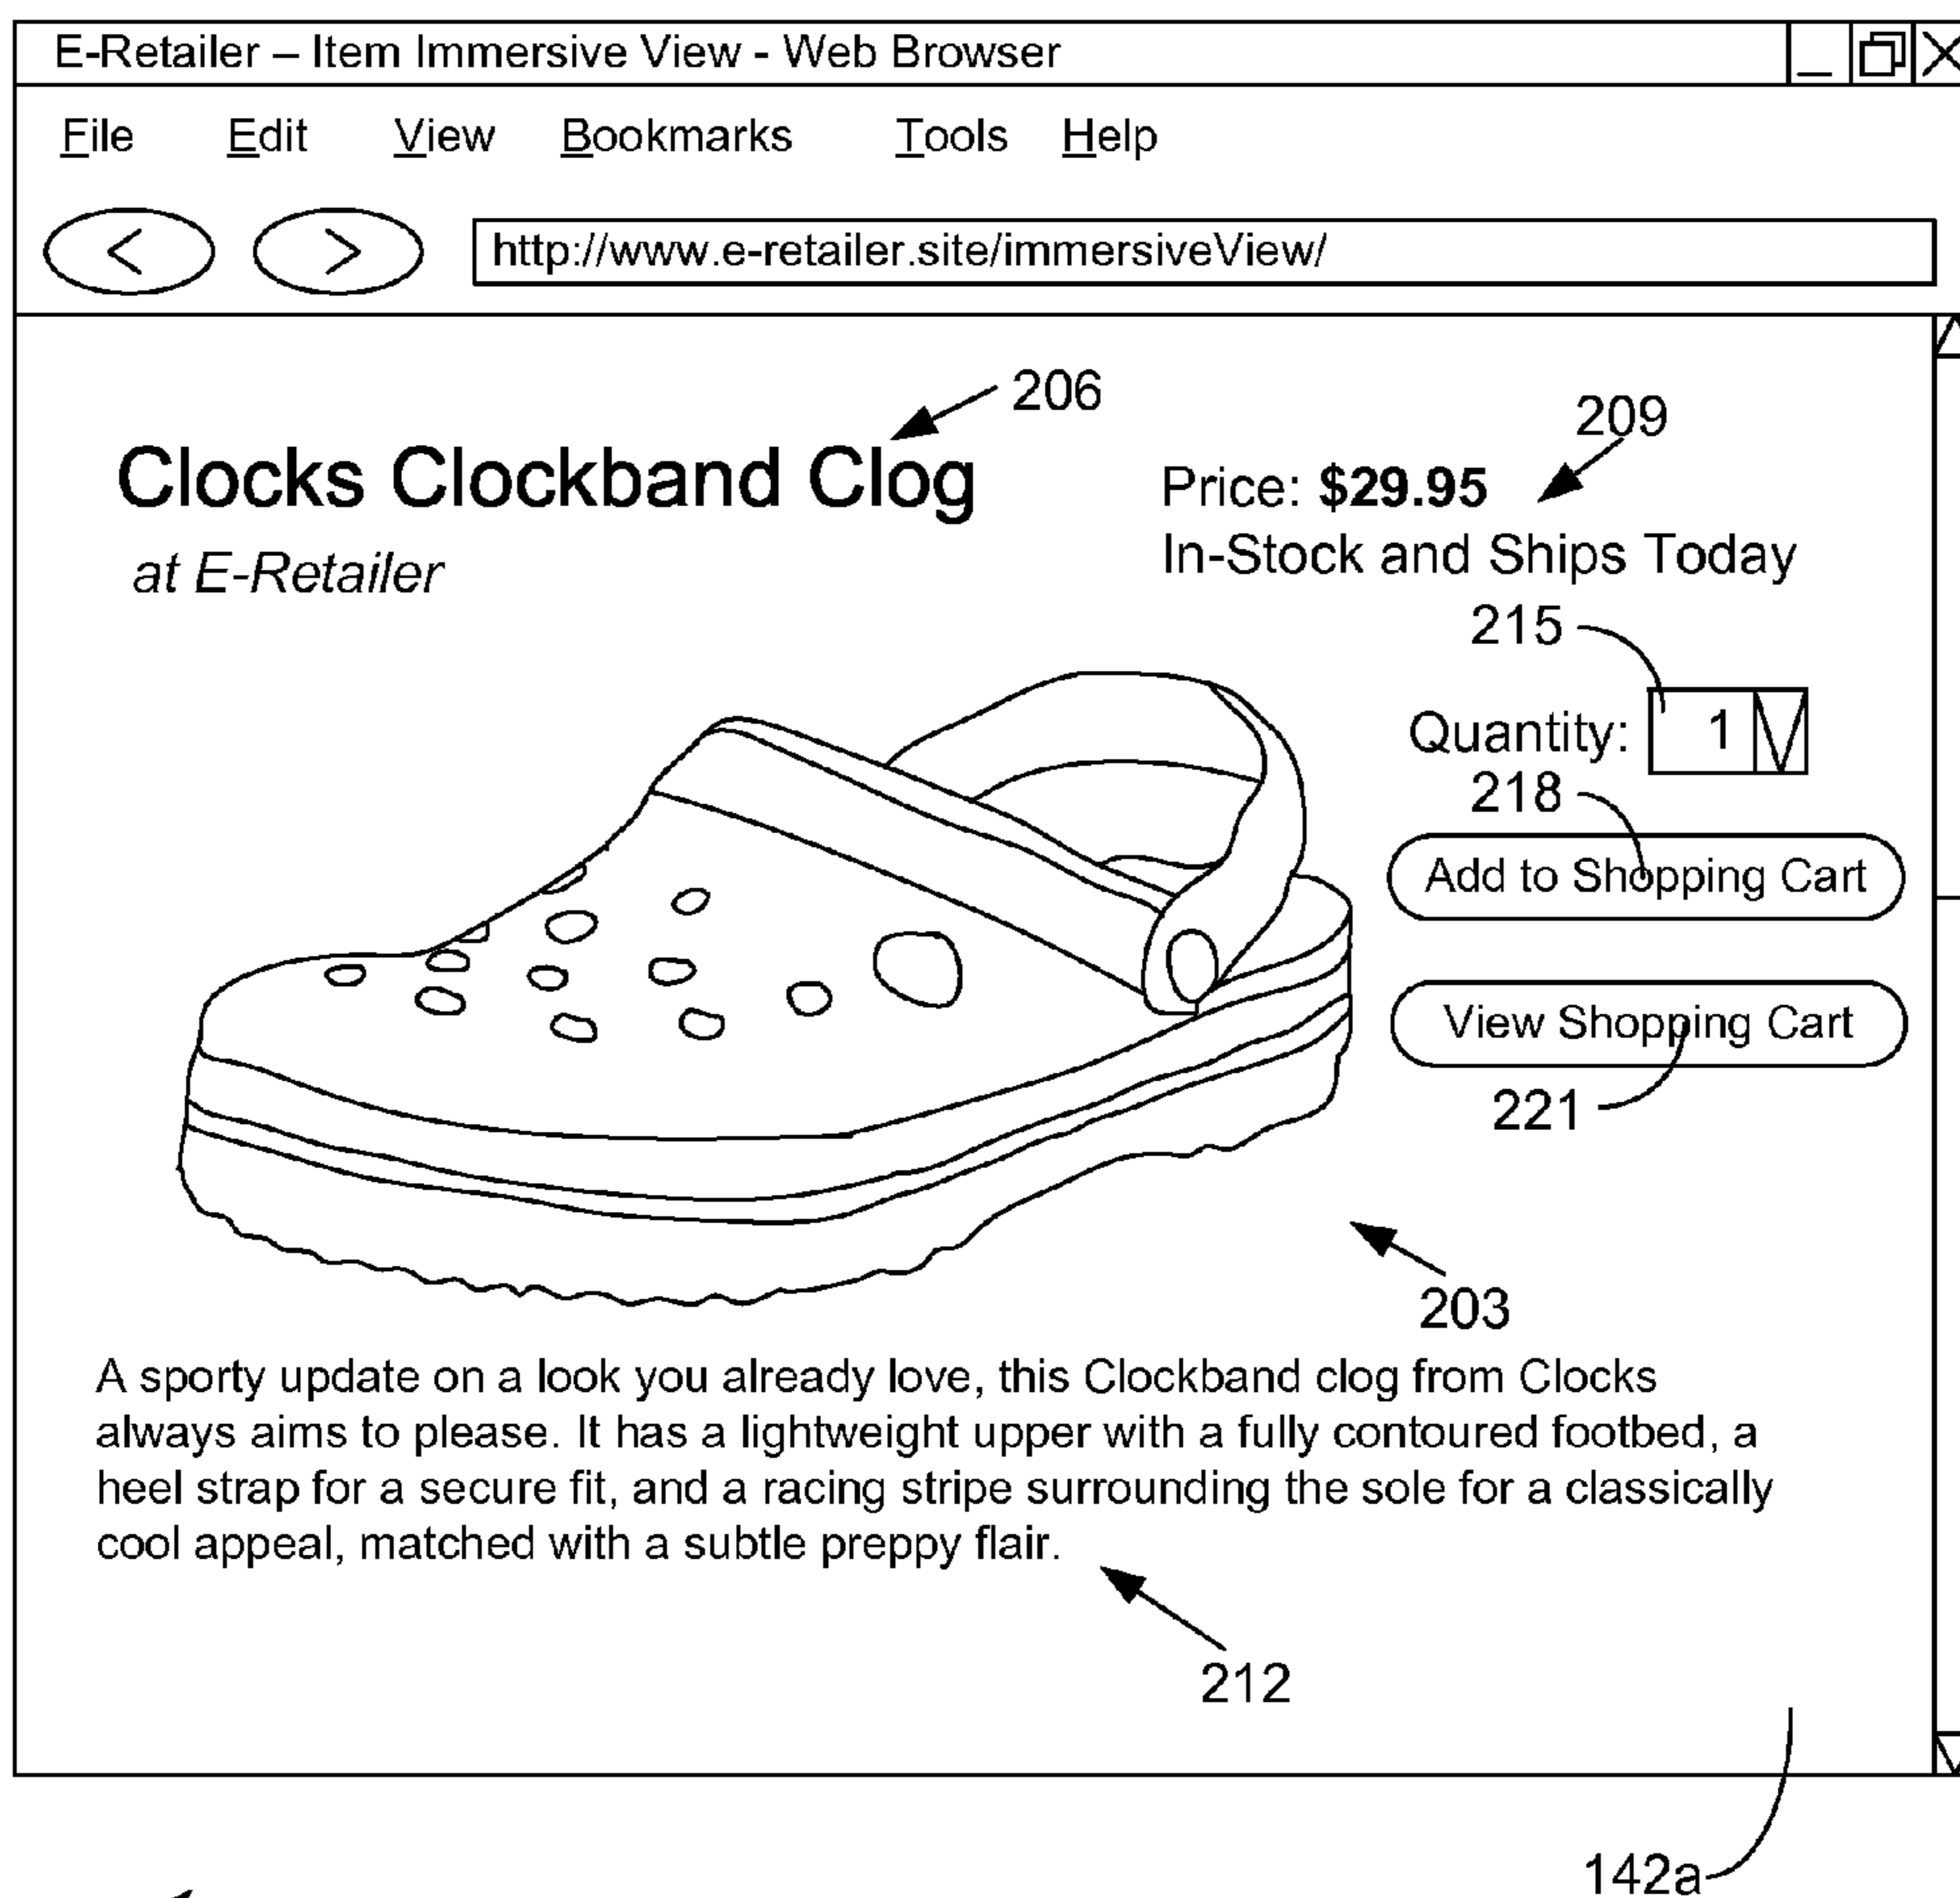 E-Retailer – Item Immersive View - Web Browser
File Edit View Bookmarks Tools Help
< > http://www.e-retailer.site/immersiveView/
206
209
Clocks Clockband Clog
Price: $29.95
at E-Retailer
In-Stock and Ships Today
215
Quantity: 1
218
Add to Shopping Cart
View Shopping Cart
221
203
A sporty update on a look you already love, this Clockband clog from Clocks
always aims to please. It has a lightweight upper with a fully contoured footbed, a
heel strap for a secure fit, and a racing stripe surrounding the sole for a classically
cool appeal, matched with a subtle preppy flair.
212
142a